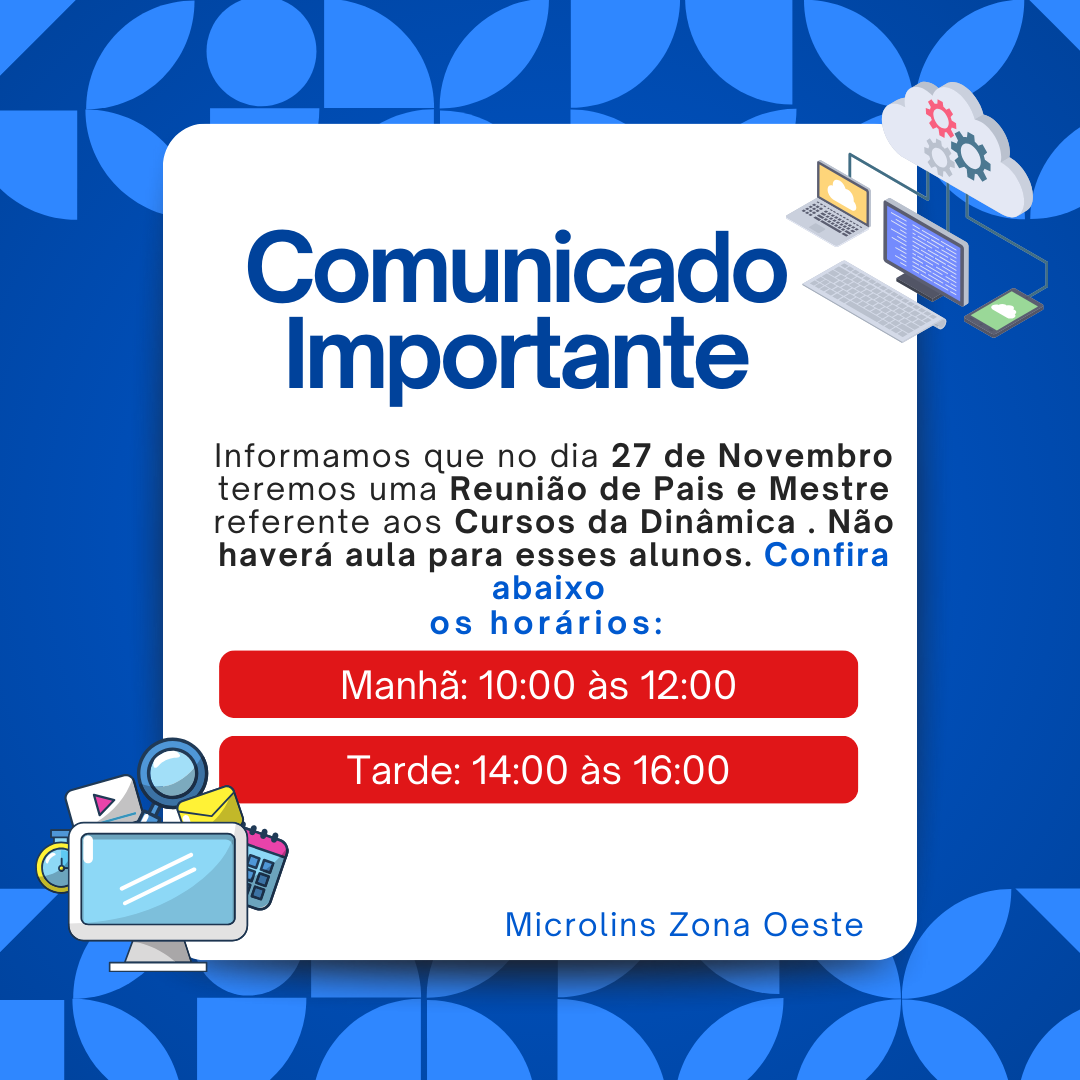 Comunicado
Importante
Informamos que no dia 27 de Novembro
teremos uma Reunião de Pais e Mestre
referente aos Cursos da Dinâmica . Não
haverá aula para esses alunos. Confira
abaixo
os horários:
Manhã: 10:00 às 12:00
Tarde: 14:00 às 16:00
Microlins Zona Oeste